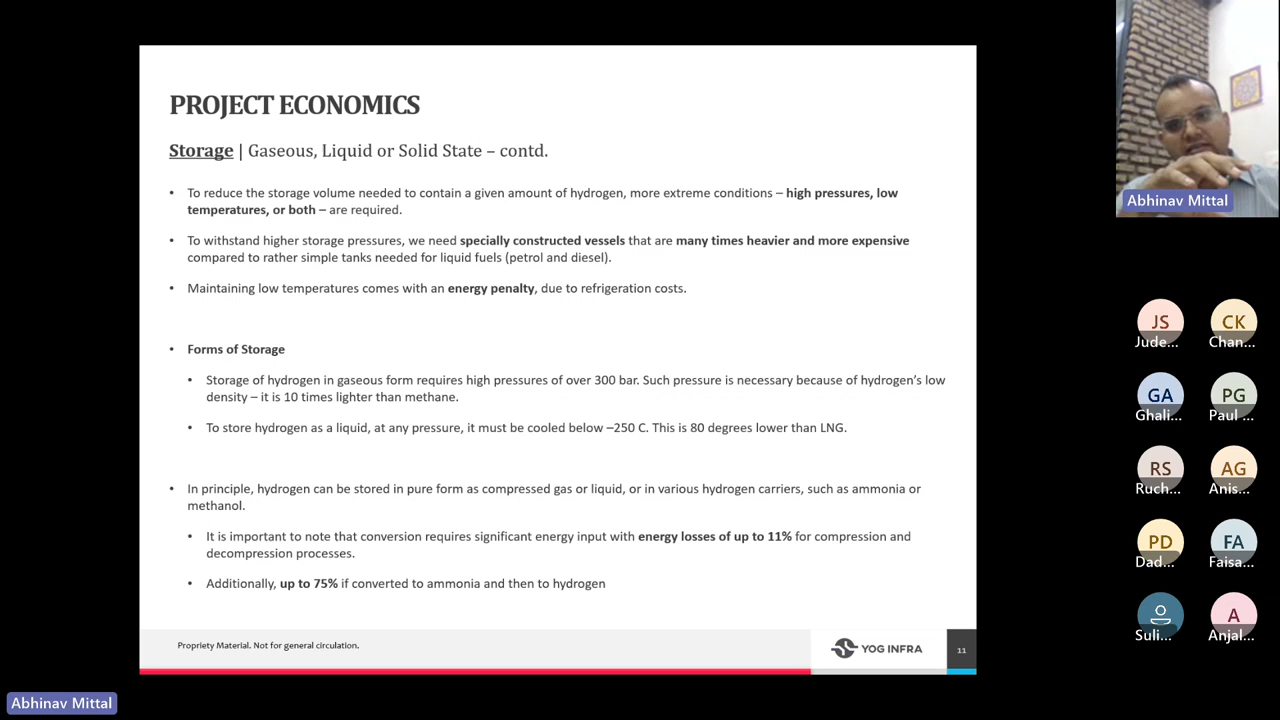 PROJECT ECONOMICS
Storage | Gaseous, Liquid or Solid State – contd.
• To reduce the storage volume needed to contain a given amount of hydrogen, more extreme conditions – high pressures, low
temperatures, or both – are required.
• To withstand higher storage pressures, we need specially constructed vessels that are many times heavier and more expensive
compared to rather simple tanks needed for liquid fuels (petrol and diesel).
• Maintaining low temperatures comes with an energy penalty, due to refrigeration costs.
• Forms of Storage
• Storage of hydrogen in gaseous form requires high pressures of over 300 bar. Such pressure is necessary because of hydrogen's low
density – it is 10 times lighter than methane.
• To store hydrogen as a liquid, at any pressure, it must be cooled below –250 C. This is 80 degrees lower than LNG.
• In principle, hydrogen can be stored in pure form as compressed gas or liquid, or in various hydrogen carriers, such as ammonia or
methanol.
• It is important to note that conversion requires significant energy input with energy losses of up to 11% for compression and
decompression processes.
• Additionally, up to 75% if converted to ammonia and then to hydrogen
Propriety Material. Not for general circulation.
YOG INFRA
11
Abhinav Mittal
JS
Jude...
CK
Chan...
GA
Ghali...
PG
Paul ...
RS
Ruch...
AG
Anis...
PD
Dad...
FA
Faisa...
Suli...
A
Anjal...
Abhinav Mittal